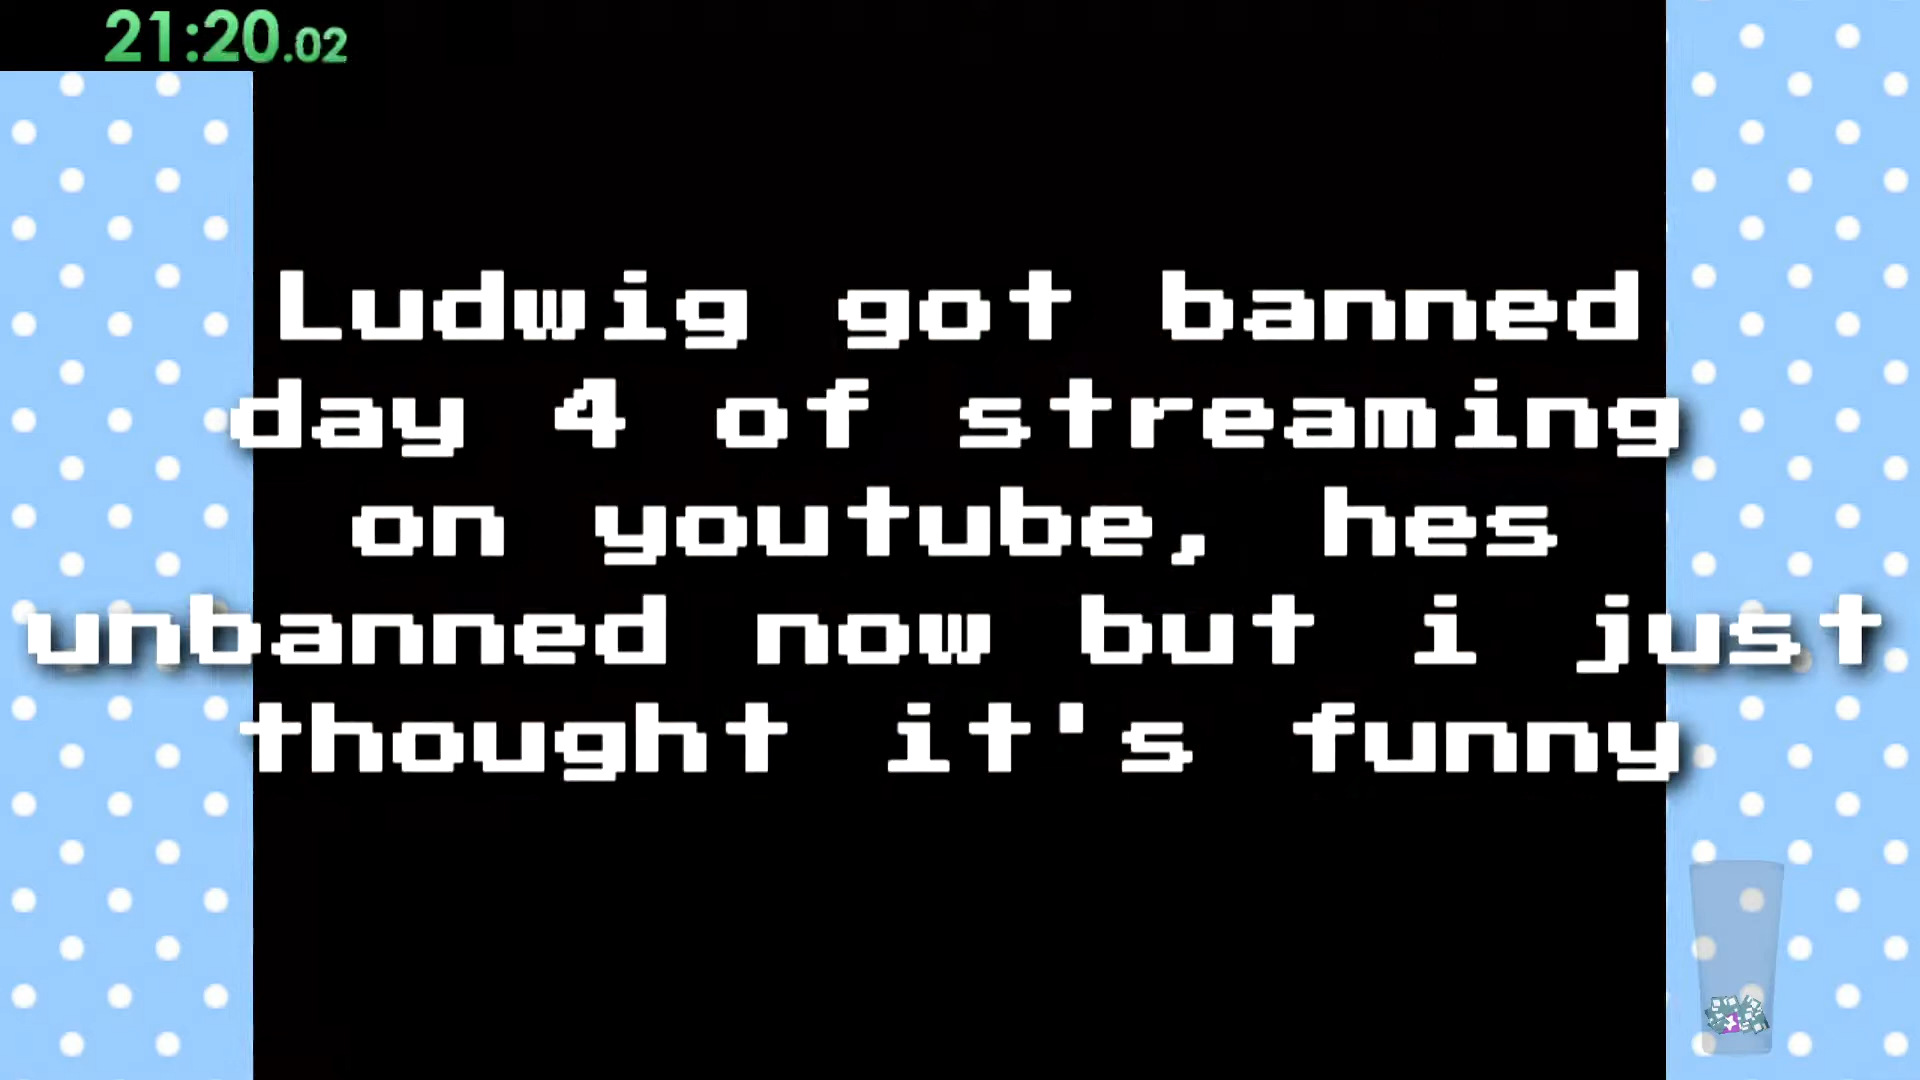 21:20.02
Ludwig got banned
day 4 of streaming
on youtube, hes
unbanned now but i just
thought it's funny